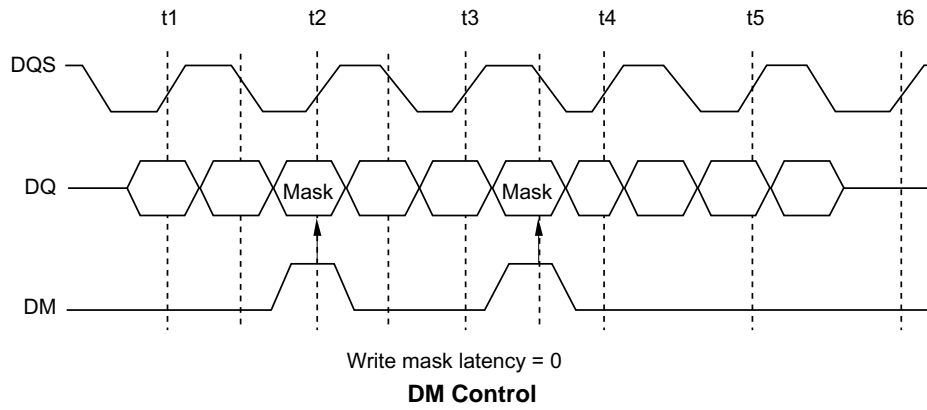 t1 t2 t3 t4 t5 t6
DQS
DQ Mask Mask
DM
Write mask latency = 0
DM Control